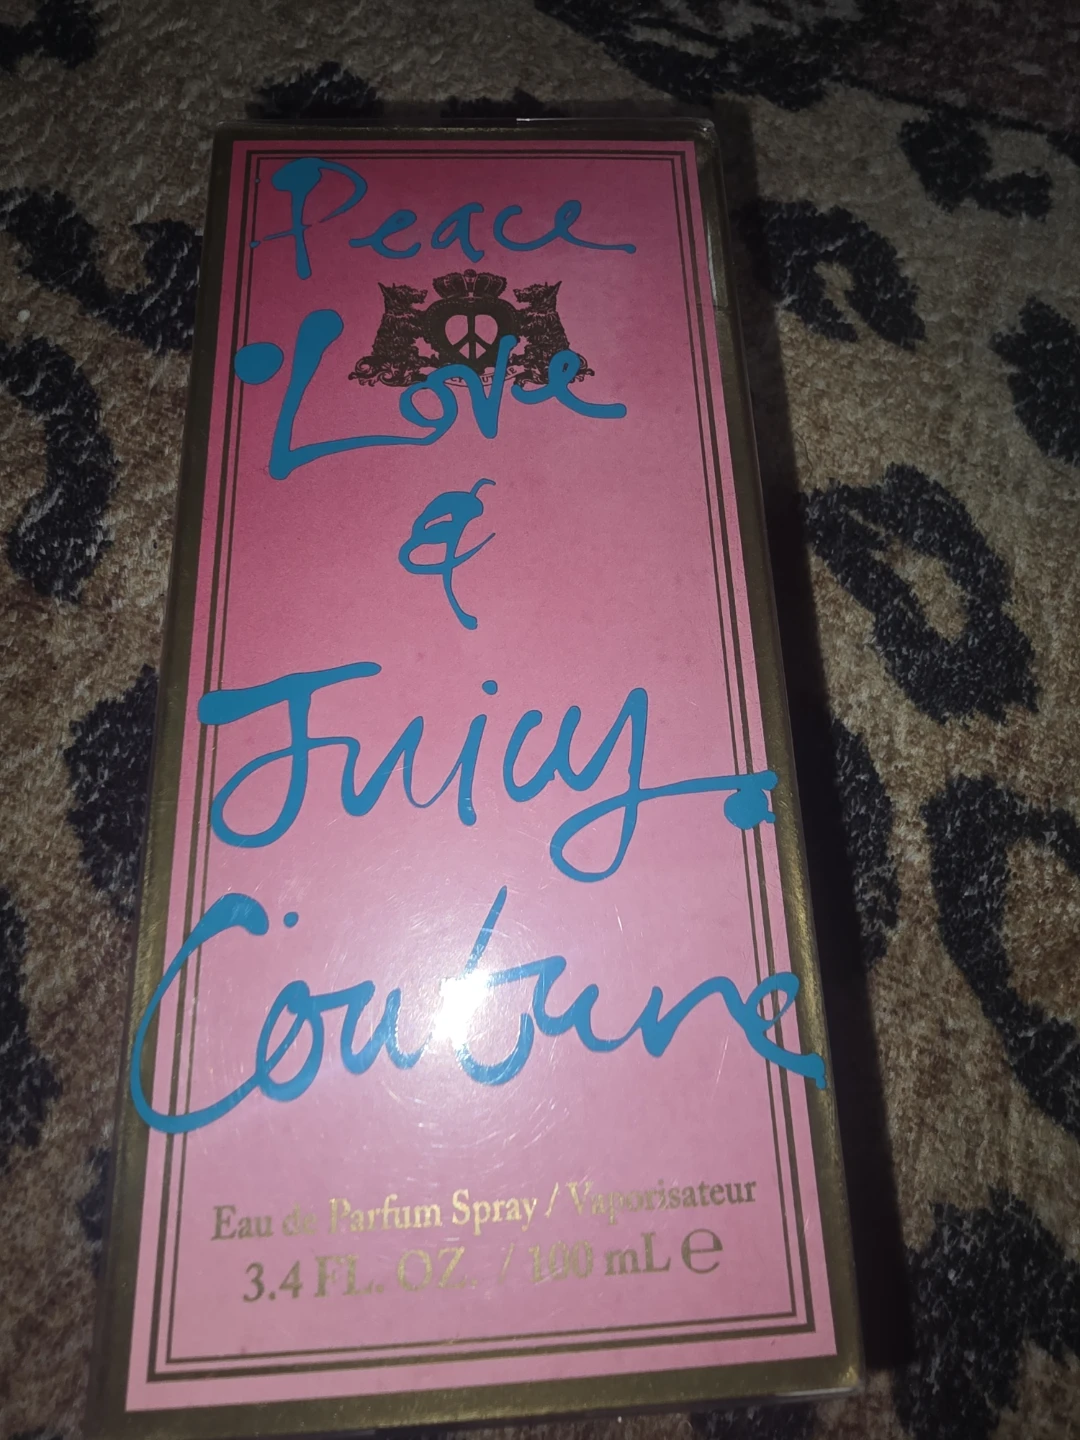 Peace
Love
&
Juicy
Couture
Eau de Parfum Spray / Vaporisateur
3.4 FL. OZ. / 100 mL ℮